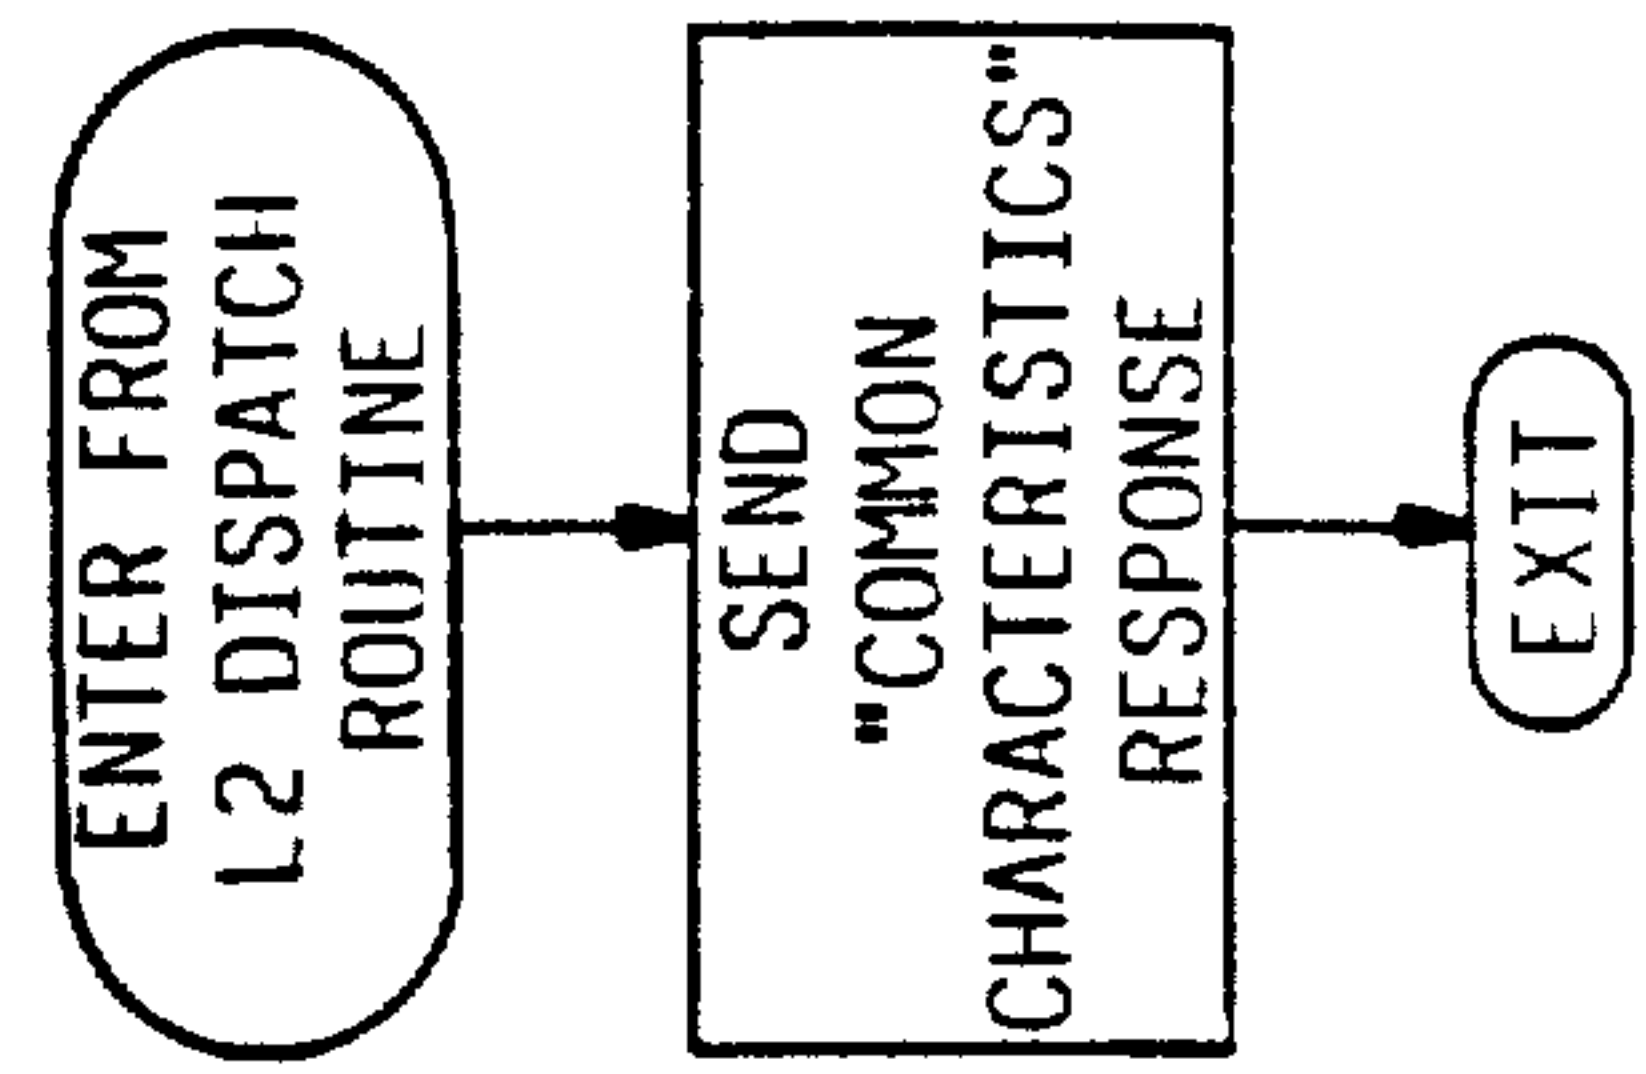 ENTER FROM
L2 DISPATCH
ROUTINE
SEND
"COMMON
CHARACTERISTICS"
RESPONSE
EXIT